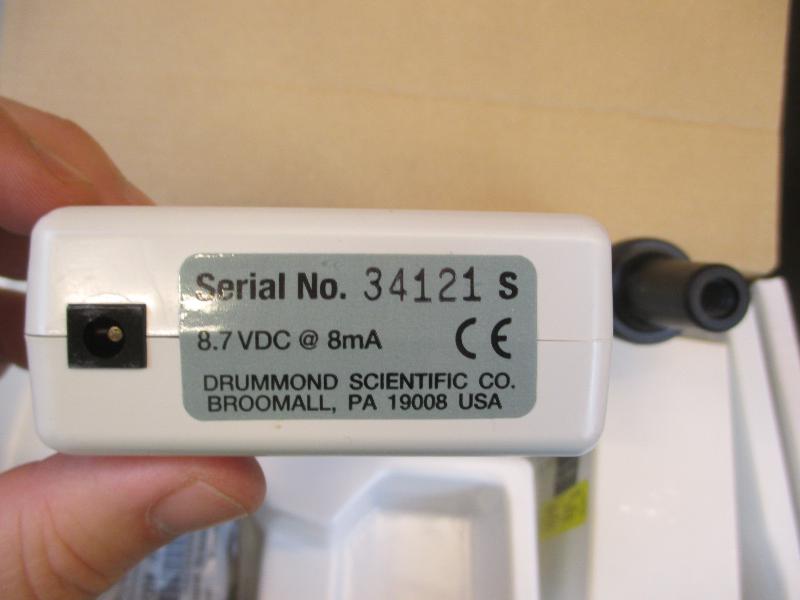 Serial No. 34121 S
8.7 VDC @ 8mA CE
DRUMMOND SCIENTIFIC CO.
BROOMALL, PA 19008 USA